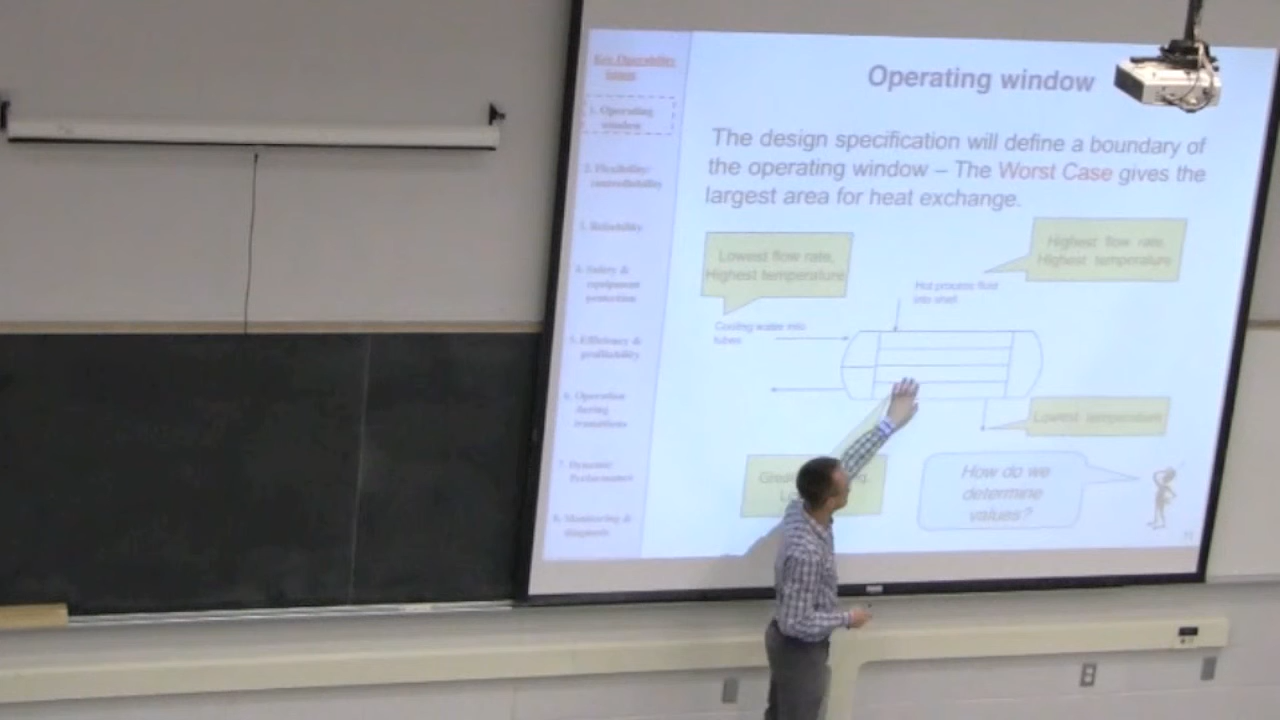 Key Operability
issues
1. Operating
window
2. Flexibility/
controllability
3. Reliability
4. Safety &
equipment
protection
5. Efficiency &
profitability
6. Operation
during
transitions
7. Dynamic
Performance
8. Monitoring &
diagnosis
Operating window
The design specification will define a boundary of
the operating window – The Worst Case gives the
largest area for heat exchange.
Lowest flow rate,
Highest temperature
Highest flow rate,
Highest temperature
Hot process fluid
into shell
Cooling water into
tubes
Lowest temperature
How do we
determine
values?